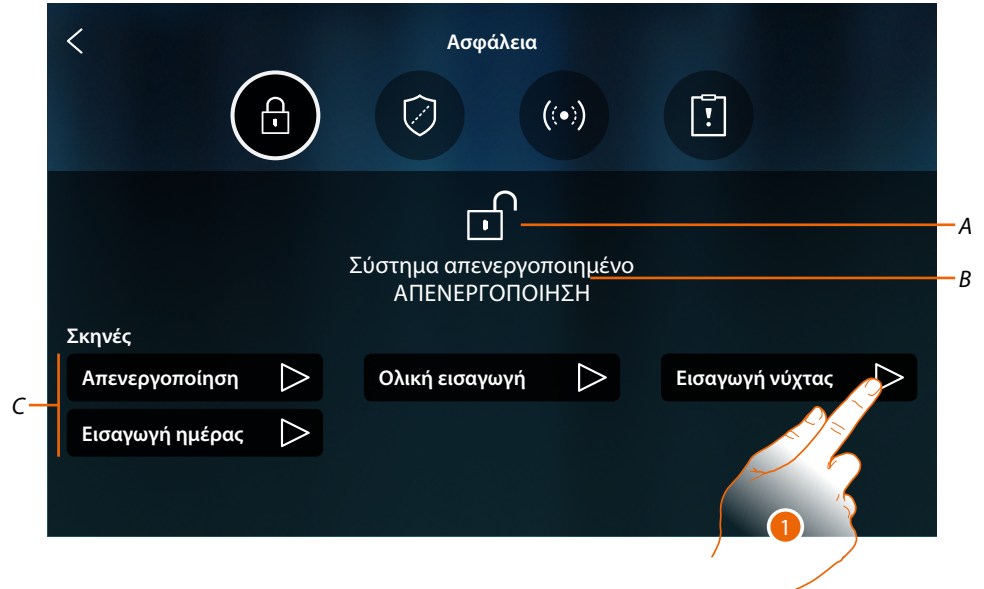 Ασφάλεια
A
Σύστημα απενεργοποιημένο
B
ΑΠΕΝΕΡΓΟΠΟΙΗΣΗ
Σκηνές
Απενεργοποίηση
Ολική εισαγωγή
Εισαγωγή νύχτας
C
Εισαγωγή ημέρας
1